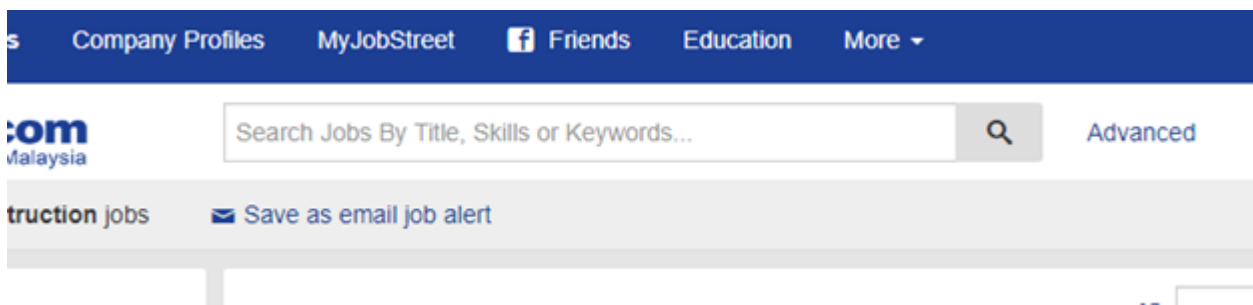 s Company Profiles MyJobStreet Friends Education More
com Search Jobs By Title, Skills or Keywords... Advanced
Malaysia
truction jobs Save as email job alert